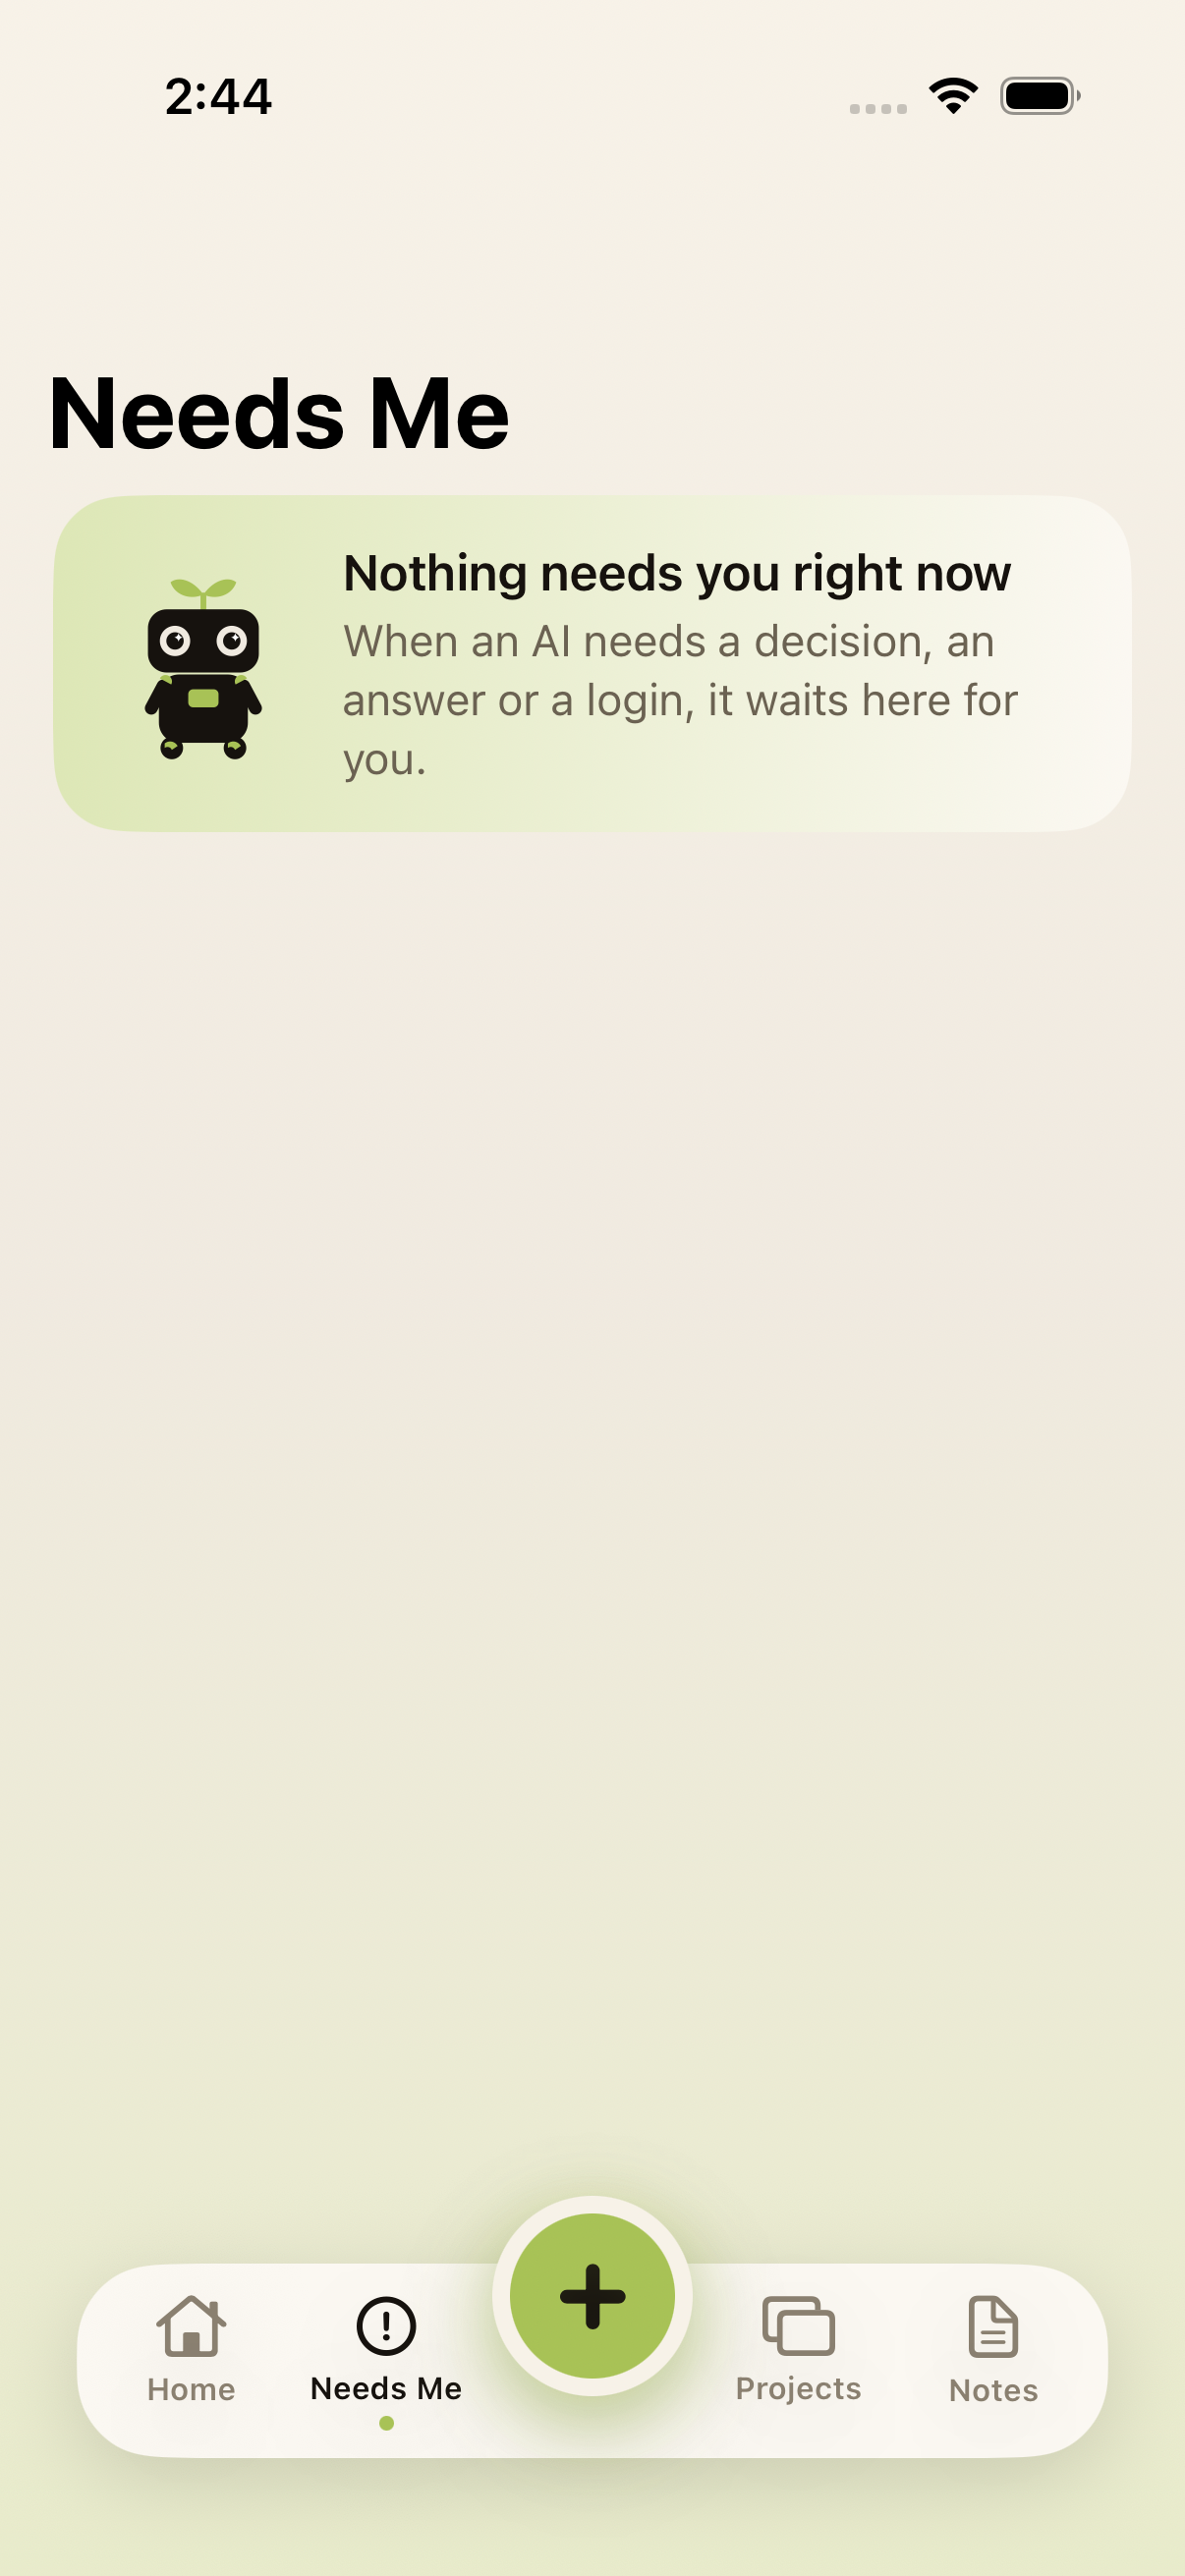 2:44
Needs Me
Nothing needs you right now
When an AI needs a decision, an
answer or a login, it waits here for
you.
Home
Needs Me
Projects
Notes